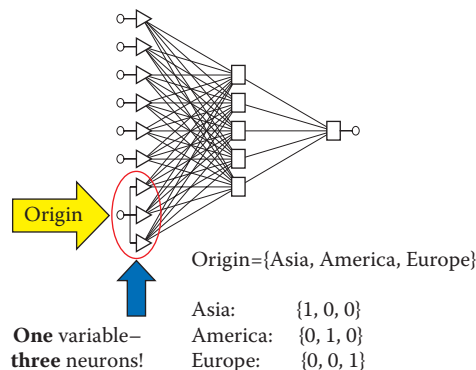 Origin
Origin={Asia, America, Europe}
Asia: {1, 0, 0}
America: {0, 1, 0}
Europe: {0, 0, 1}
One variable–
three neurons!